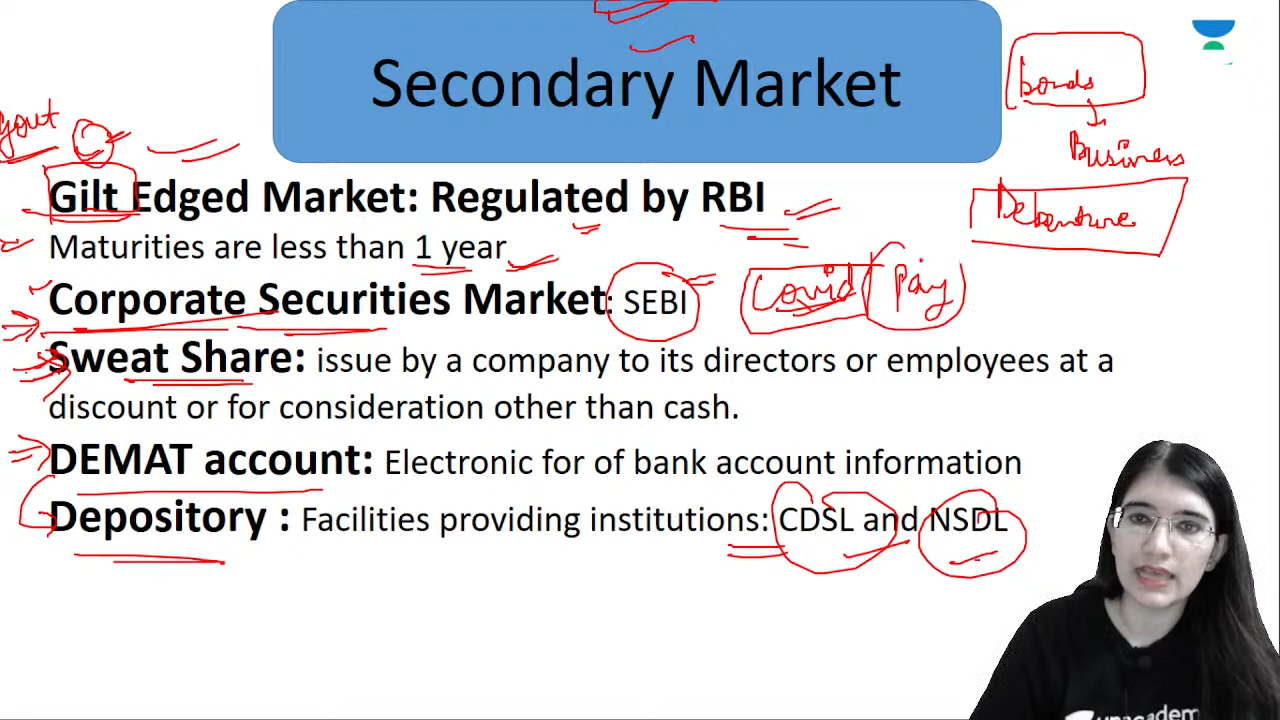 Secondary Market
bonds
Business
Debenture
Gilt Edged Market: Regulated by RBI
Maturities are less than 1 year
Corporate Securities Market: SEBI
Covid Pay
Sweat Share: issue by a company to its directors or employees at a
discount or for consideration other than cash.
DEMAT account: Electronic for of bank account information
Depository : Facilities providing institutions: CDSL and NSDL